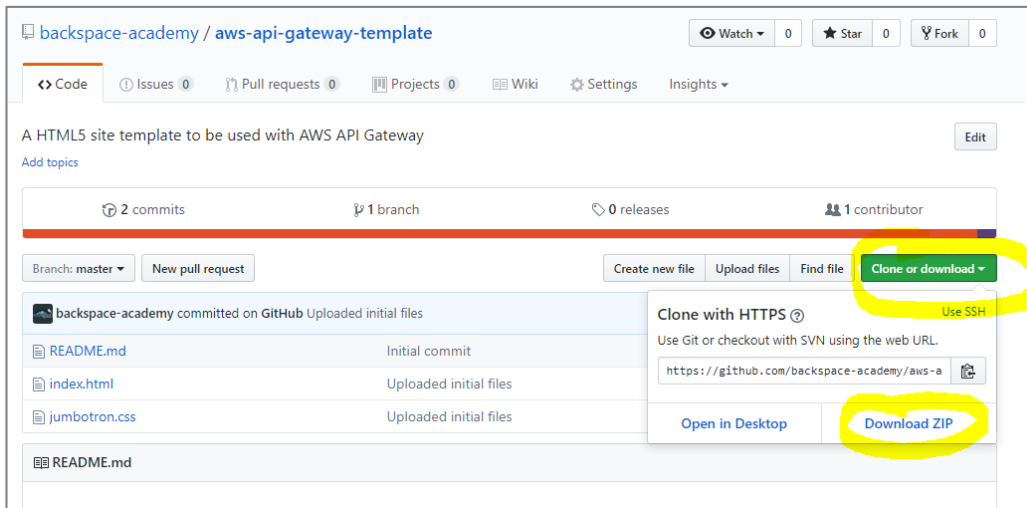 backspace-academy / aws-api-gateway-template
Watch 0 Star 0 Fork 0
Code Issues 0 Pull requests 0 Projects 0 Wiki Settings Insights
A HTML5 site template to be used with AWS API Gateway
Edit
Add topics
2 commits 1 branch 0 releases 1 contributor
Branch: master New pull request Create new file Upload files Find file Clone or download
backspace-academy committed on GitHub Uploaded initial files
README.md Initial commit
index.html Uploaded initial files
jumbotron.css Uploaded initial files
Clone with HTTPS Use SSH
Use Git or checkout with SVN using the web URL.
https://github.com/backspace-academy/aws-a
Open in Desktop Download ZIP
README.md